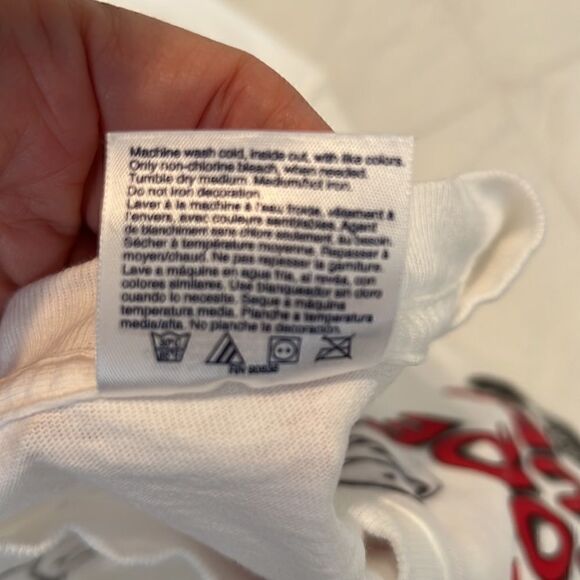 Machine wash cold, inside out, with like colors.
Only non-chlorine bleach, when needed.
Tumble dry medium. Medium/hot iron.
Do not iron decoration.
Laver à la machine à l'eau froide, vêtement à
l'envers, avec couleurs semblables. Agent
de blanchiment sans chlore seulement, au besoin.
Sécher à température moyenne. Repasser à
moyen/chaud. Ne pas repasser la garniture.
Lave a máquina en agua fría, al revés, con
colores similares. Use blanqueador sin cloro
cuando lo necesite. Seque a máquina
temperatura media. Planche a temperatura
media/alta. No planche la decoración.